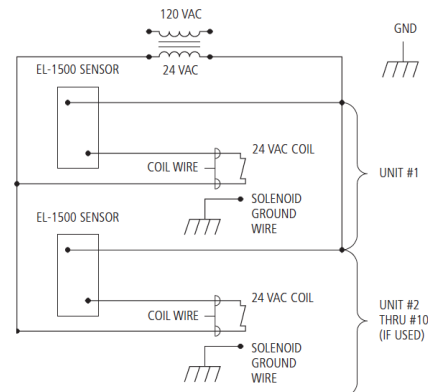 120 VAC
24 VAC
GND
EL-1500 SENSOR
24 VAC COIL
COIL WIRE
UNIT #1
SOLENOID
GROUND
WIRE
EL-1500 SENSOR
24 VAC COIL
COIL WIRE
UNIT #2
THRU #10
(IF USED)
SOLENOID
GROUND
WIRE